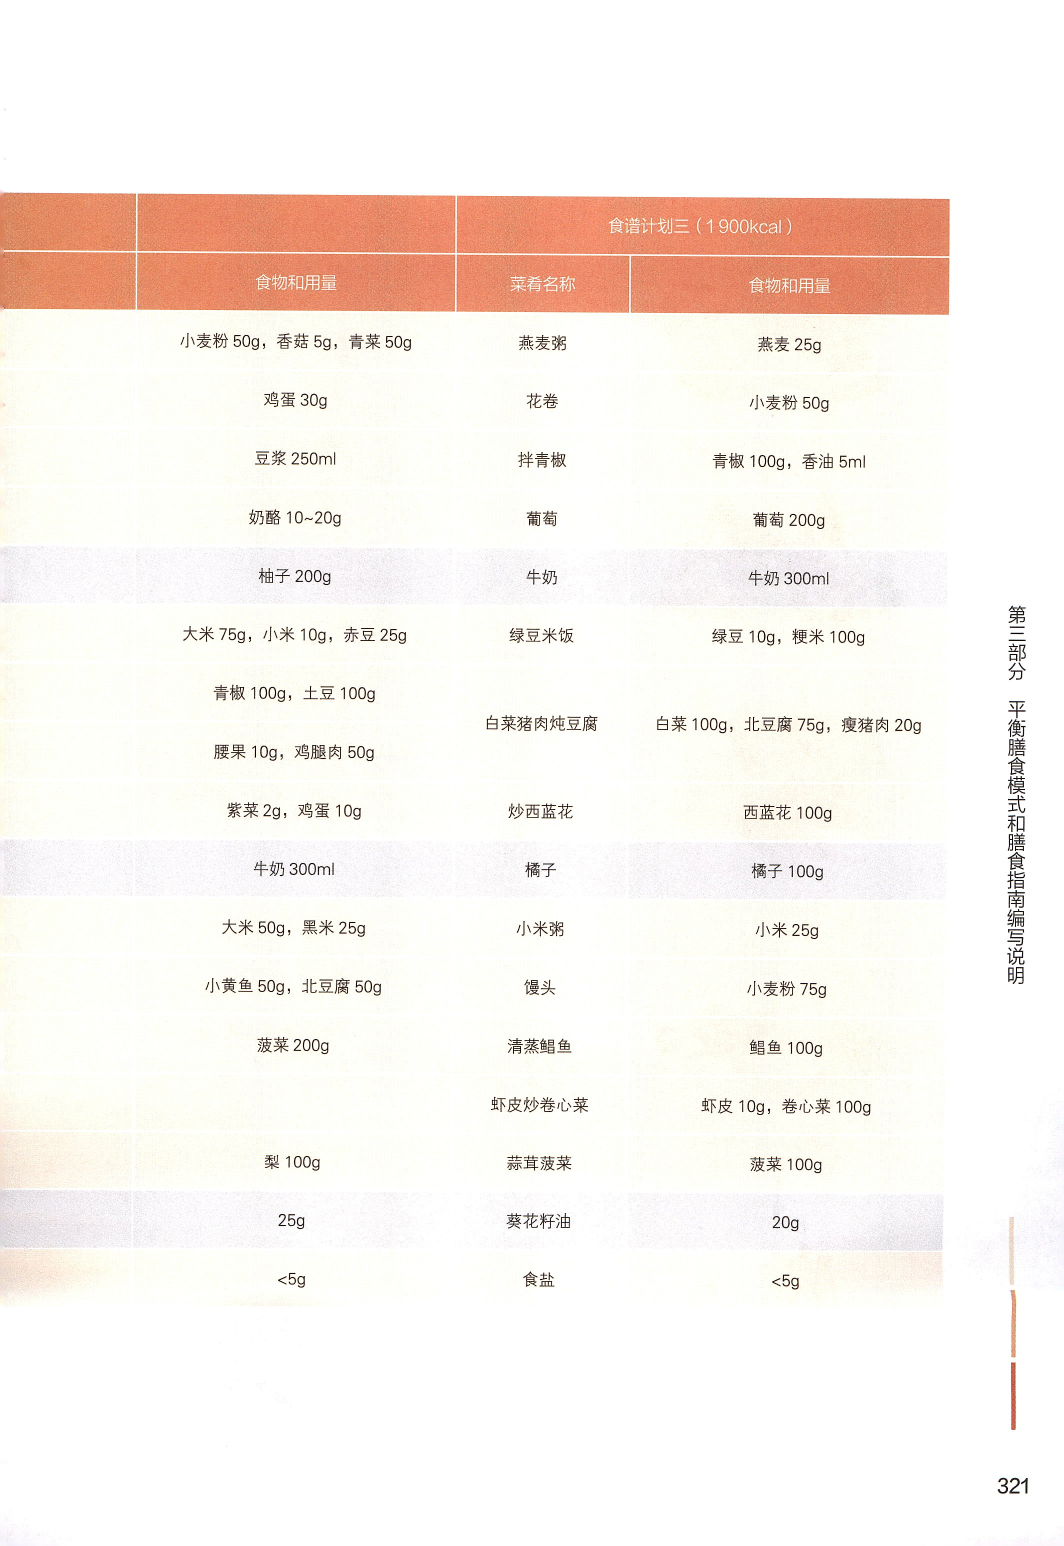 食谱计划三（1 900kcal）
食物和用量 菜肴名称 食物和用量
小麦粉 50g，香菇 5g，青菜 50g 燕麦粥 燕麦 25g
鸡蛋 30g 花卷 小麦粉 50g
豆浆 250ml 拌青椒 青椒 100g，香油 5ml
奶酪 10~20g 葡萄 葡萄 200g
柚子 200g 牛奶 牛奶 300ml
大米 75g，小米 10g，赤豆 25g 绿豆米饭 绿豆 10g，粳米 100g
青椒 100g，土豆 100g
白菜猪肉炖豆腐 白菜 100g，北豆腐 75g，瘦猪肉 20g
腰果 10g，鸡腿肉 50g
紫菜 2g，鸡蛋 10g 炒西蓝花 西蓝花 100g
牛奶 300ml 橘子 橘子 100g
大米 50g，黑米 25g 小米粥 小米 25g
小黄鱼 50g，北豆腐 50g 馒头 小麦粉 75g
菠菜 200g 清蒸鲳鱼 鲳鱼 100g
虾皮炒卷心菜 虾皮 10g，卷心菜 100g
梨 100g 蒜茸菠菜 菠菜 100g
25g 葵花籽油 20g
<5g 食盐 <5g
第三部分 平衡膳食模式和膳食指南编写说明
321